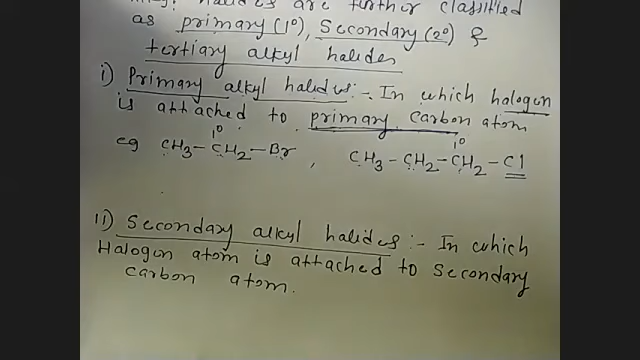 halides are further classified
as primary (1°), Secondary (2°) &
tertiary alkyl halides
i) Primary alkyl halides:- In which halogen
is attached to primary carbon atom
eg CH3-CH2-Br, CH3-CH2-CH2-Cl
1° 1°
ii) Secondary alkyl halides:- In which
Halogen atom is attached to secondary
carbon atom.